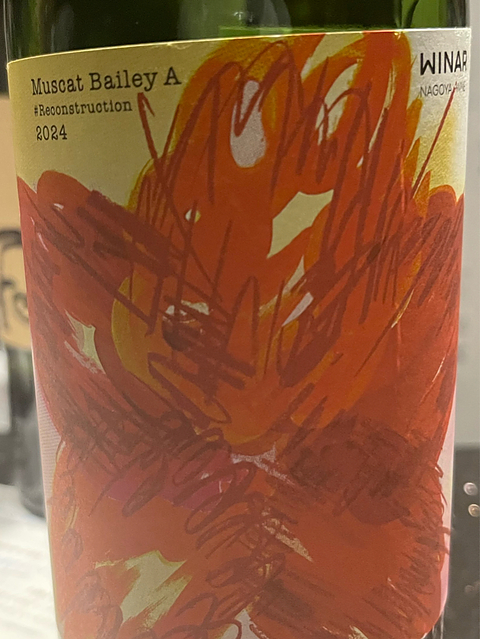 Muscat Bailey A
#Reconstruction
2024
WINAR
NAGOYA